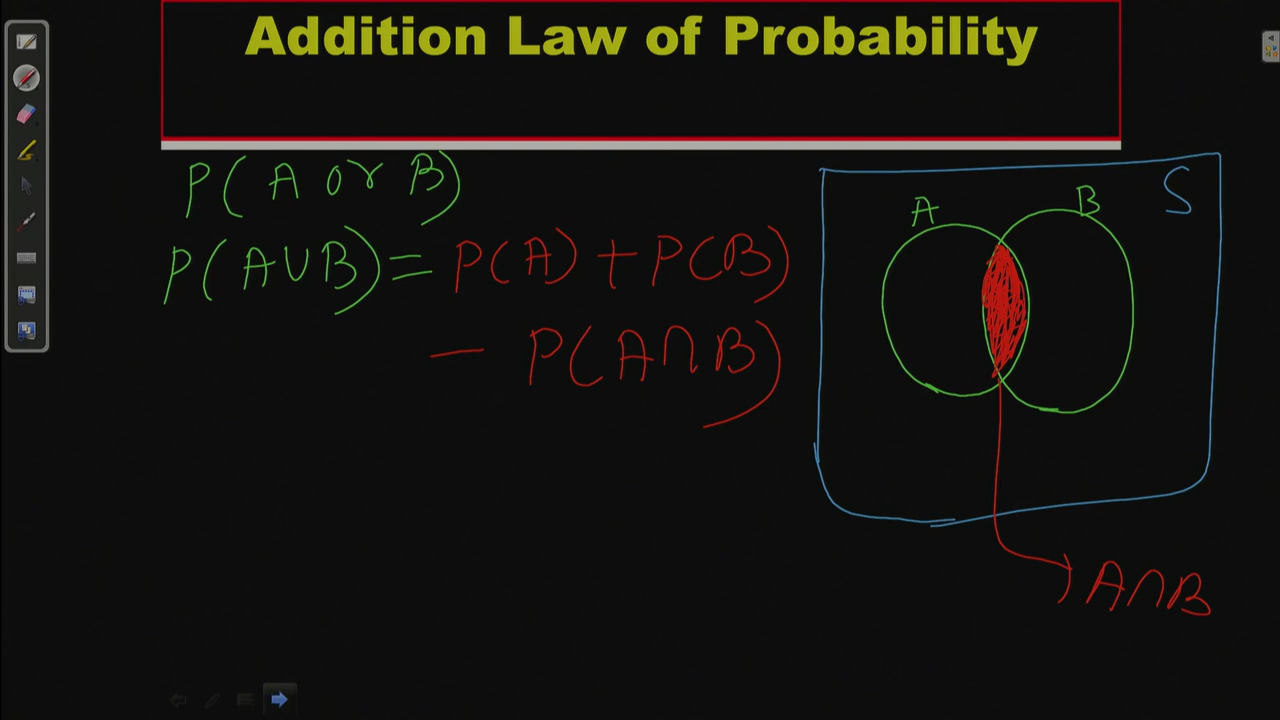 Addition Law of Probability
P(A or B)
P(A∪B) = P(A) + P(B)
− P(A∩B)
A
B
S
A∩B